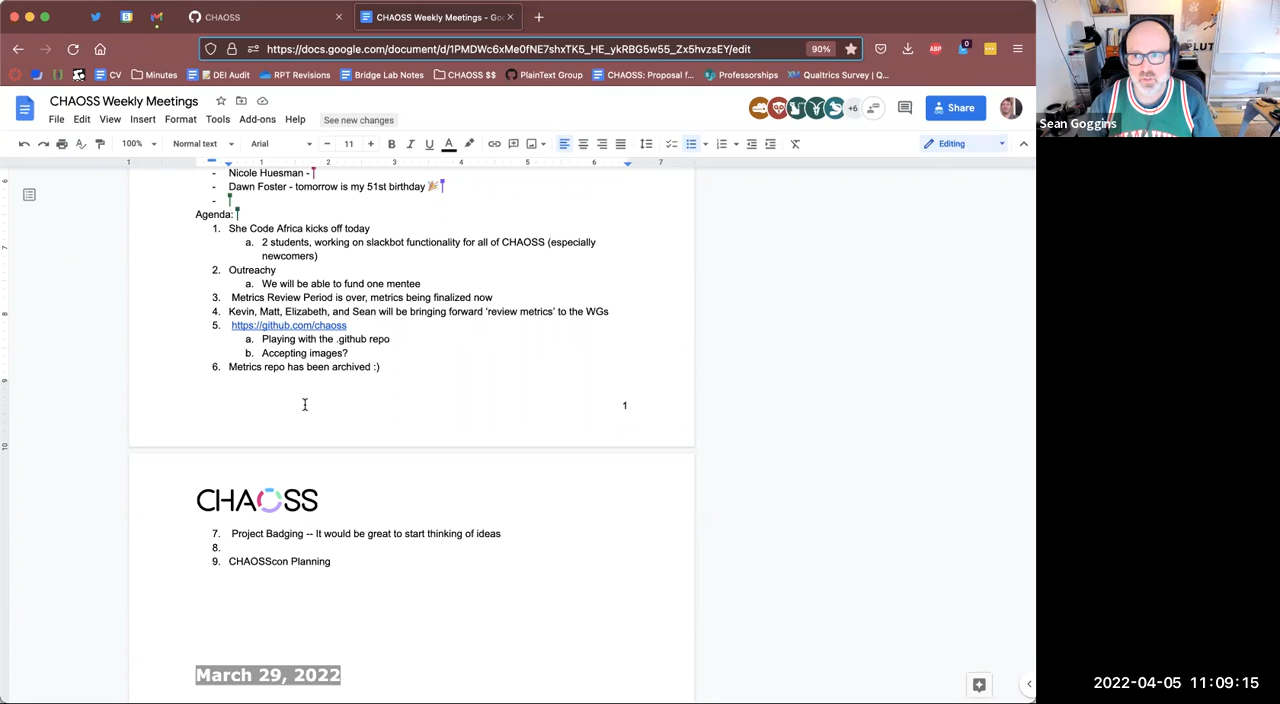 CHAOSS
CHAOSS Weekly Meetings - Go
https://docs.google.com/document/d/1PMDWc6xMe0fNE7shxTK5_HE_ykRBG5w55_Zx5hvzsEY/edit
90%
CV
Minutes
DEI Audit
RPT Revisions
Bridge Lab Notes
CHAOSS $$
PlainText Group
CHAOSS: Proposal f...
Professorships
Qualtrics Survey | Q...
CHAOSS Weekly Meetings
File Edit View Insert Format Tools Add-ons Help
See new changes
+6
Share
100% Normal text Arial 11 Editing
Nicole Huesman -
- Dawn Foster - tomorrow is my 51st birthday 🎉
-
Agenda:
1. She Code Africa kicks off today
a. 2 students, working on slackbot functionality for all of CHAOSS (especially
newcomers)
2. Outreachy
a. We will be able to fund one mentee
3. Metrics Review Period is over, metrics being finalized now
4. Kevin, Matt, Elizabeth, and Sean will be bringing forward ‘review metrics’ to the WGs
5. https://github.com/chaoss
a. Playing with the .github repo
b. Accepting images?
6. Metrics repo has been archived :)
1
CHAOSS
7. Project Badging -- It would be great to start thinking of ideas
8.
9. CHAOSScon Planning
March 29, 2022
Sean Goggins
2022-04-05 11:09:15